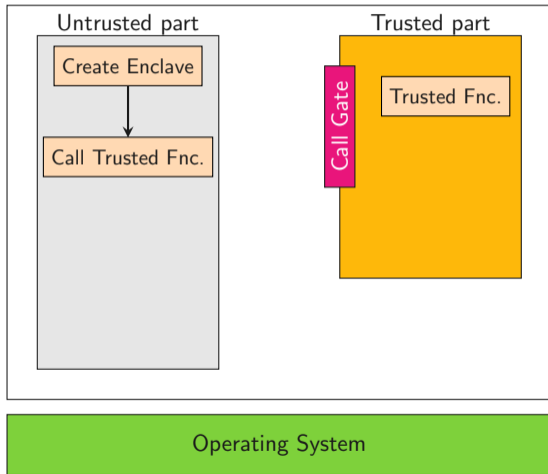 Untrusted part
Trusted part
Create Enclave
Trusted Fnc.
Call Gate
Call Trusted Fnc.
Operating System